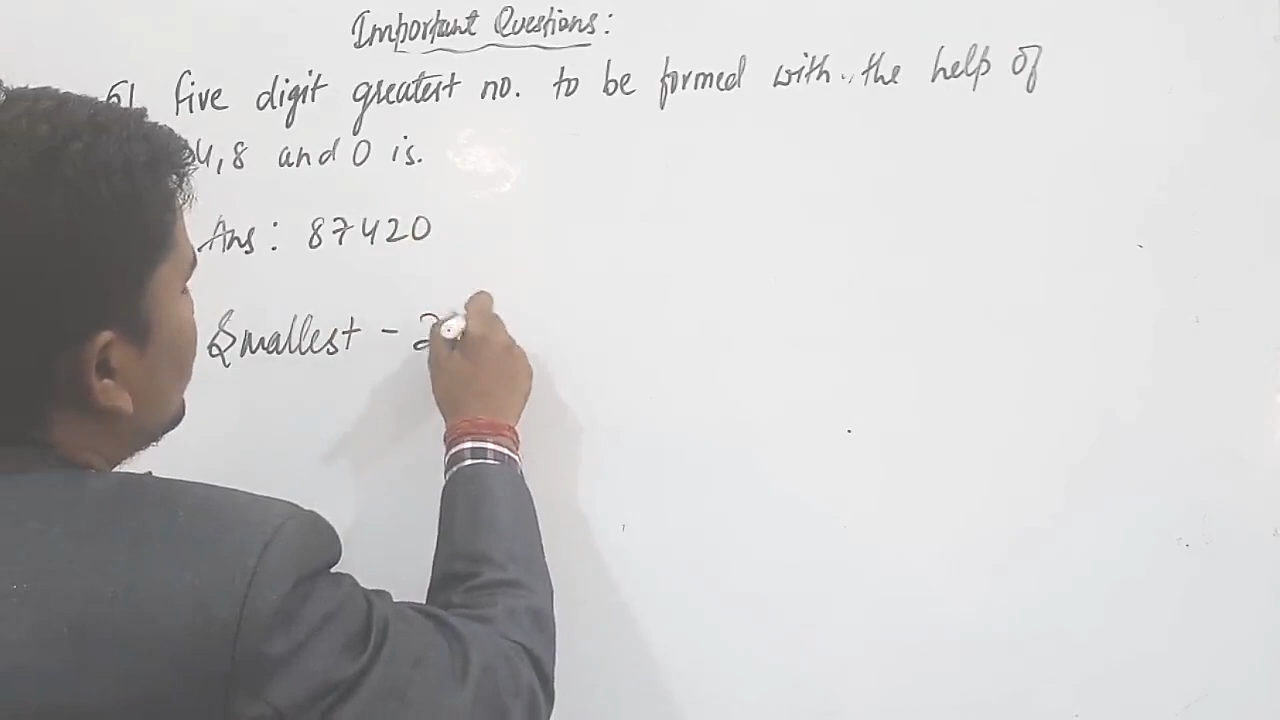 Important Questions:
five digit greatest no. to be formed with the help of
4,8 and 0 is.
Ans: 87420
Smallest - 2